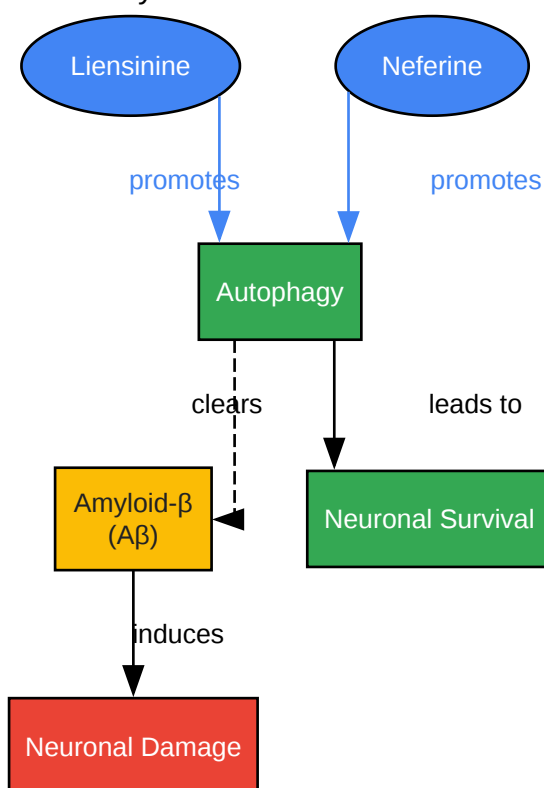 Liensinine
Neferine
promotes
promotes
Autophagy
clears
leads to
Amyloid-β
(Aβ)
Neuronal Survival
induces
Neuronal Damage